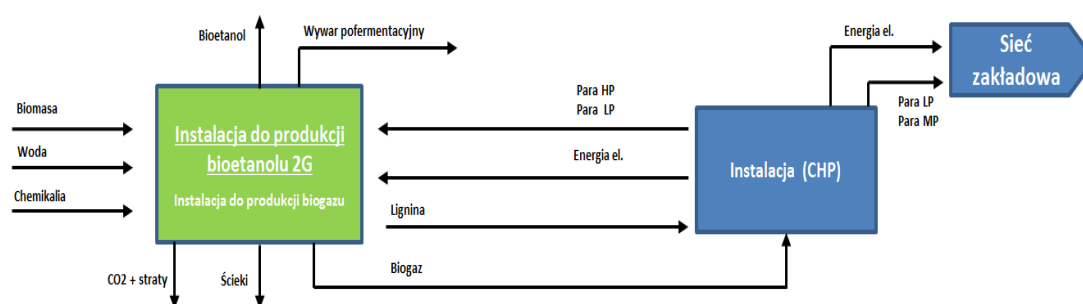 Bioetanol
Wywar pofermentacyjny
Energia el.
Sieć
zakładowa
Biomasa
Woda
Chemikalia
Instalacja do produkcji
bioetanolu 2G
Instalacja do produkcji biogazu
Para HP
Para LP
Energia el.
Lignina
Instalacja (CHP)
Para LP
Para MP
CO2 + straty
Ścieki
Biogaz